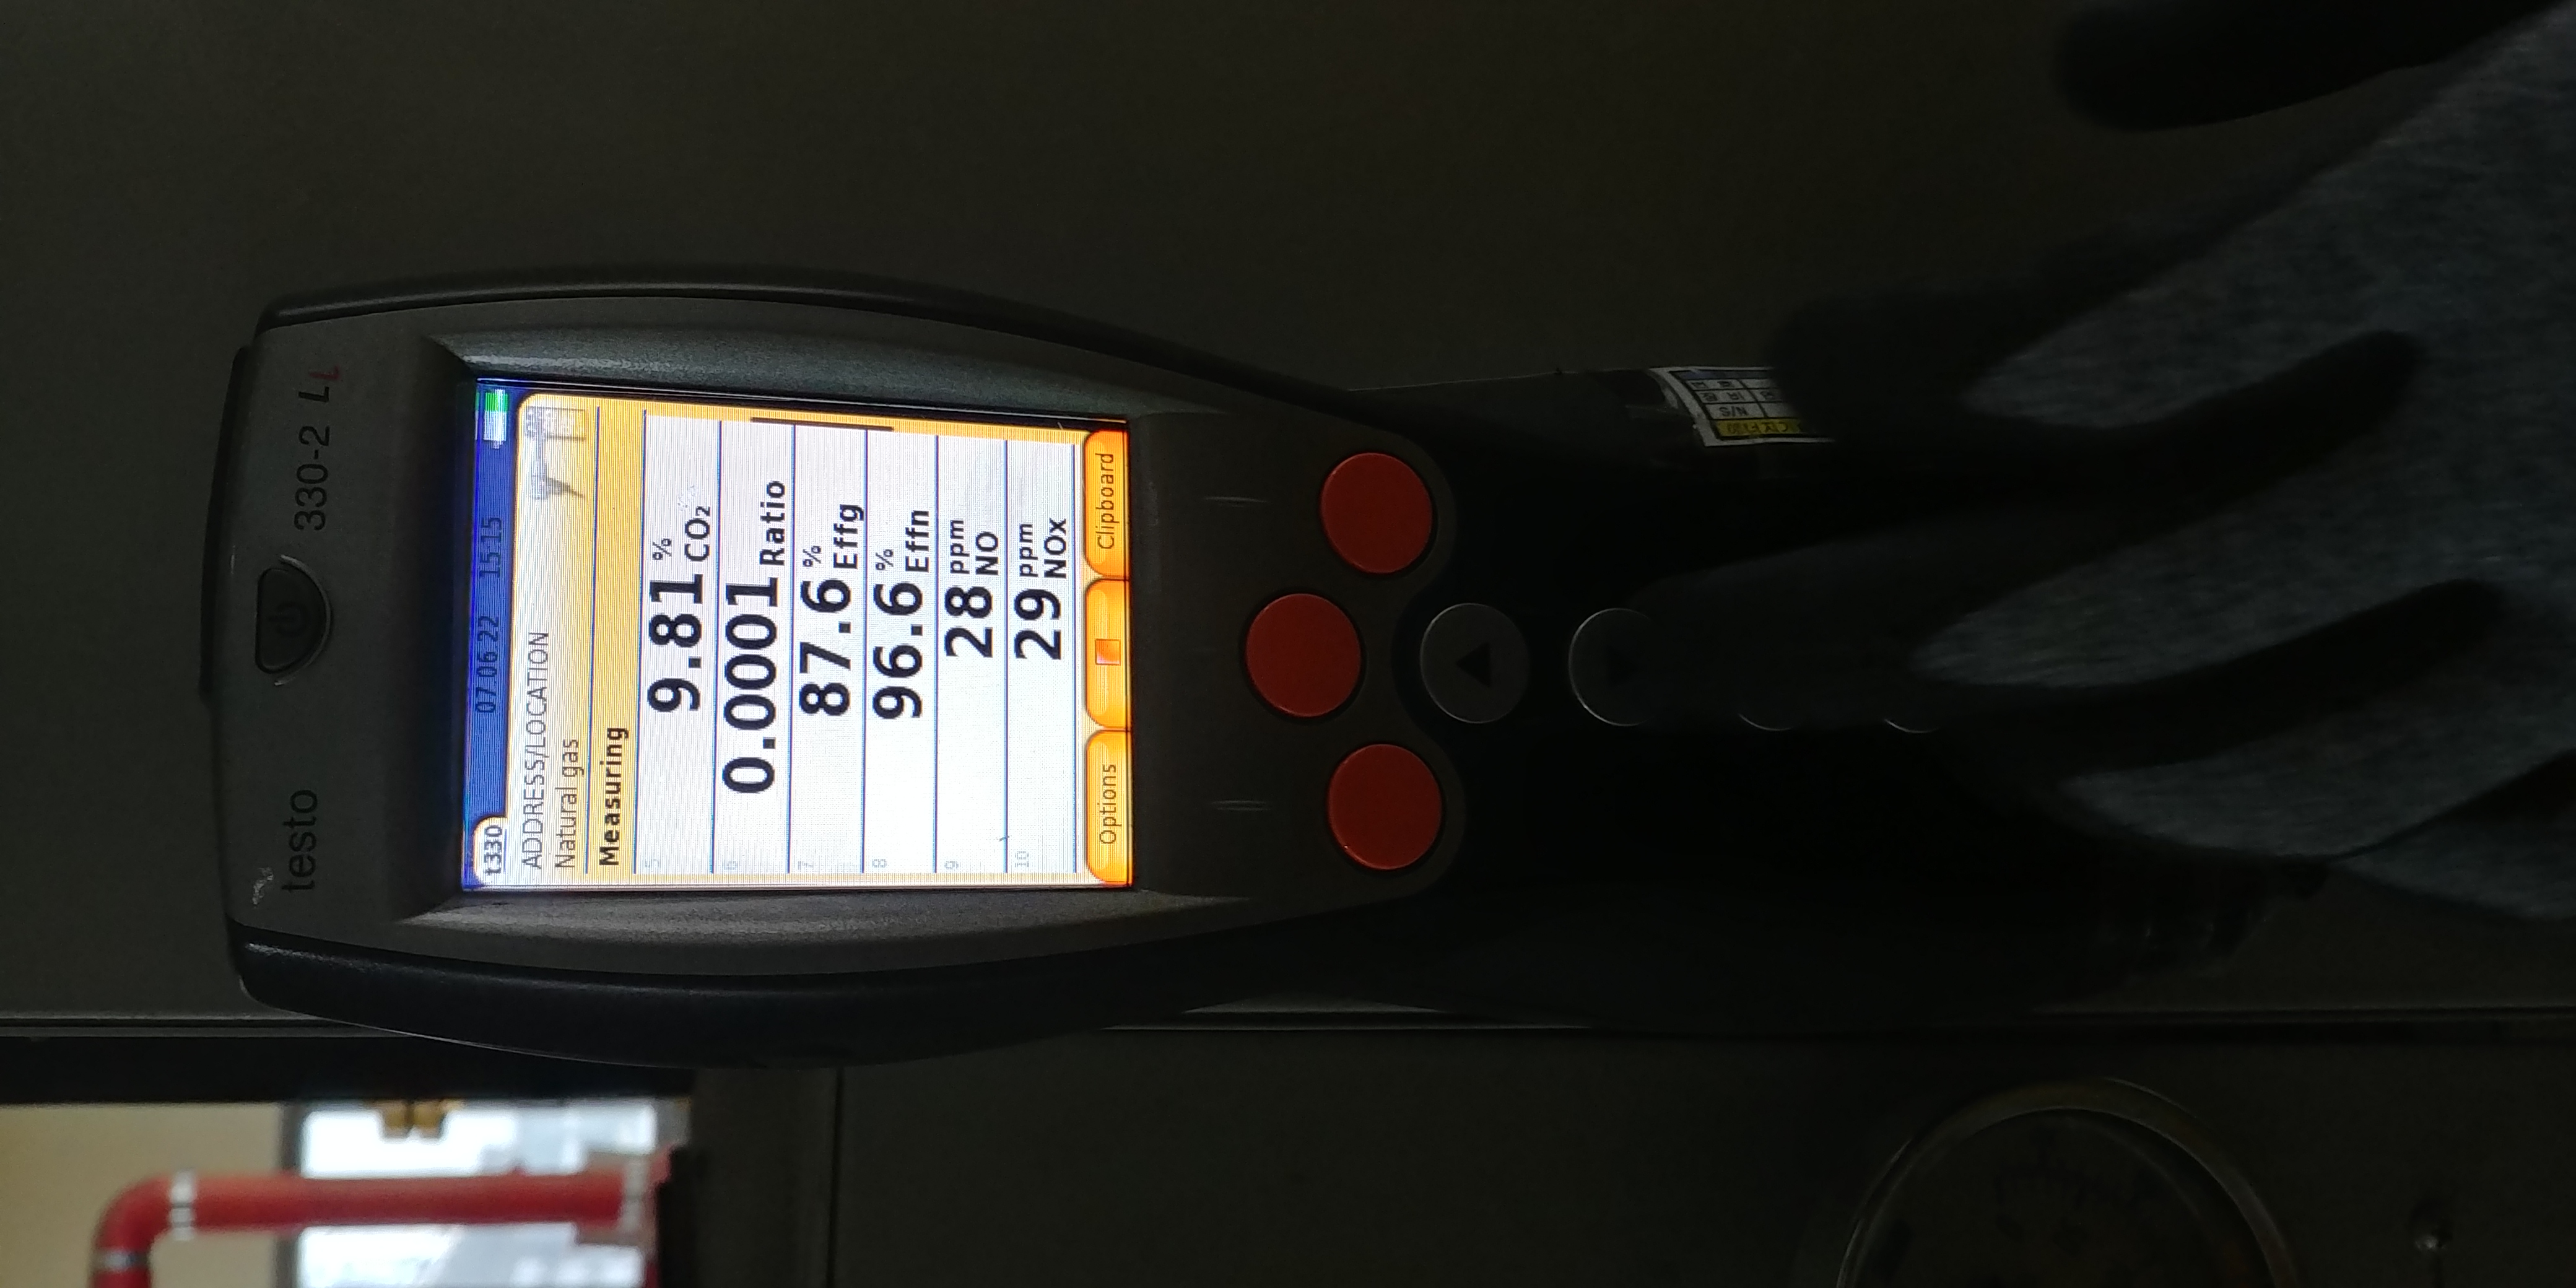 testo 330-2 LL
t330 07.06.22 15:15
ADDRESS/LOCATION
Natural gas
Measuring
5 9.81 % CO₂
6 0.0001 Ratio
7 87.6 % Effg
8 96.6 % Effn
9 28 ppm NO
10 29 ppm NOx
Options Clipboard
N/S